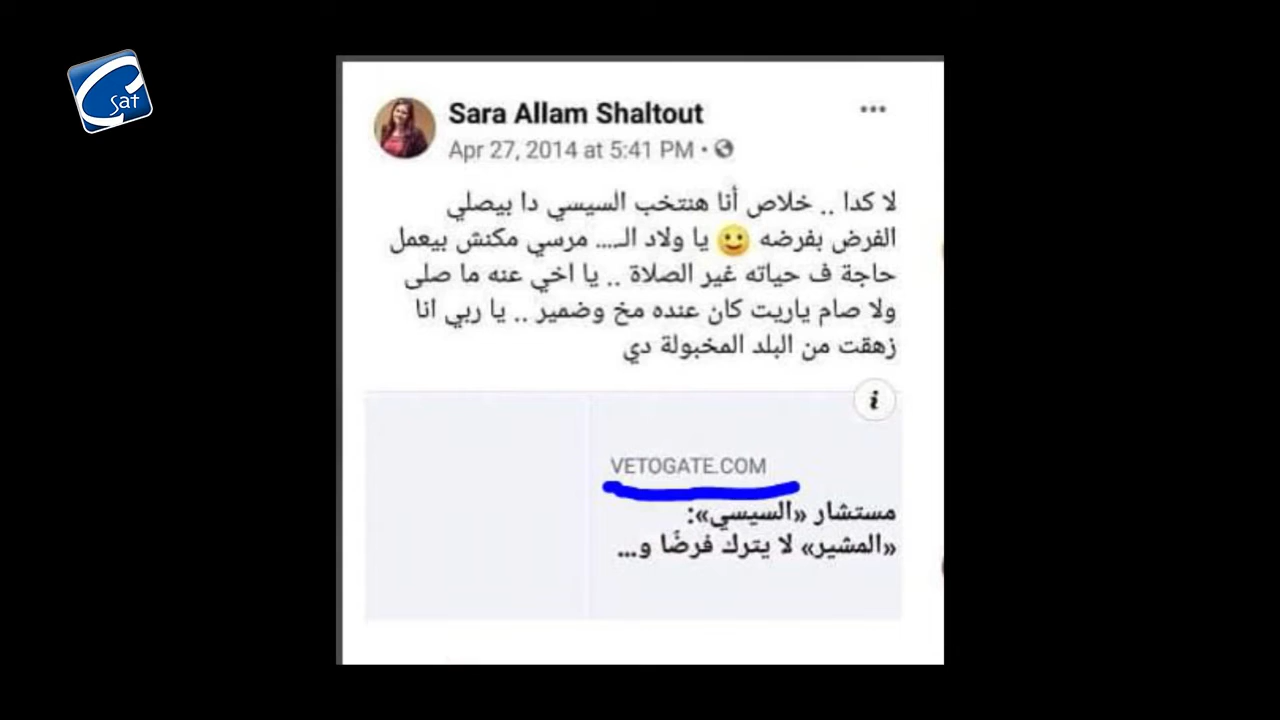 C Sat
Sara Allam Shaltout
Apr 27, 2014 at 5:41 PM •
لا كدا .. خلاص أنا هنتخب السيسي دا بيصلي
الفرض بفرضه 🙂 يا ولاد الـ.... مرسي مكنش بيعمل
حاجة ف حياته غير الصلاة .. يا اخي عنه ما صلى
ولا صام ياريت كان عنده مخ وضمير .. يا ربي انا
زهقت من البلد المخبولة دي
i
VETOGATE.COM
مستشار «السيسي»:
«المشير» لا يترك فرضًا و...